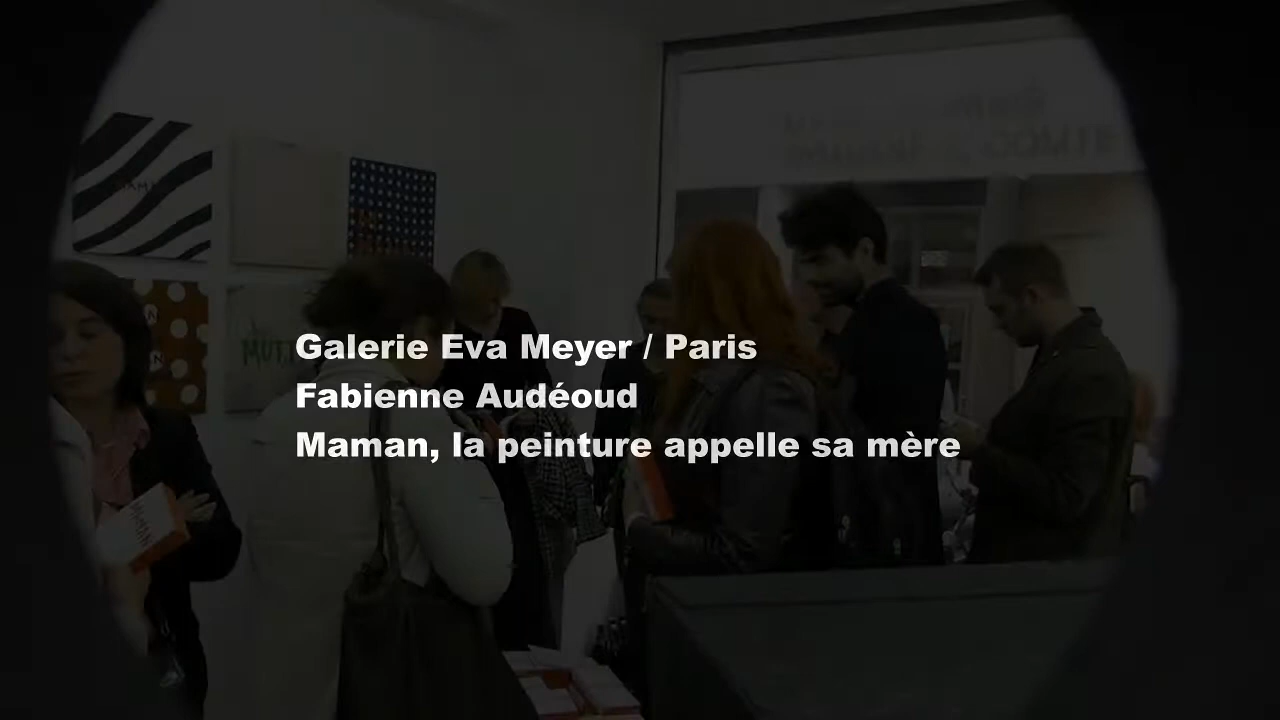 Galerie Eva Meyer / Paris
Fabienne Audéoud
Maman, la peinture appelle sa mère